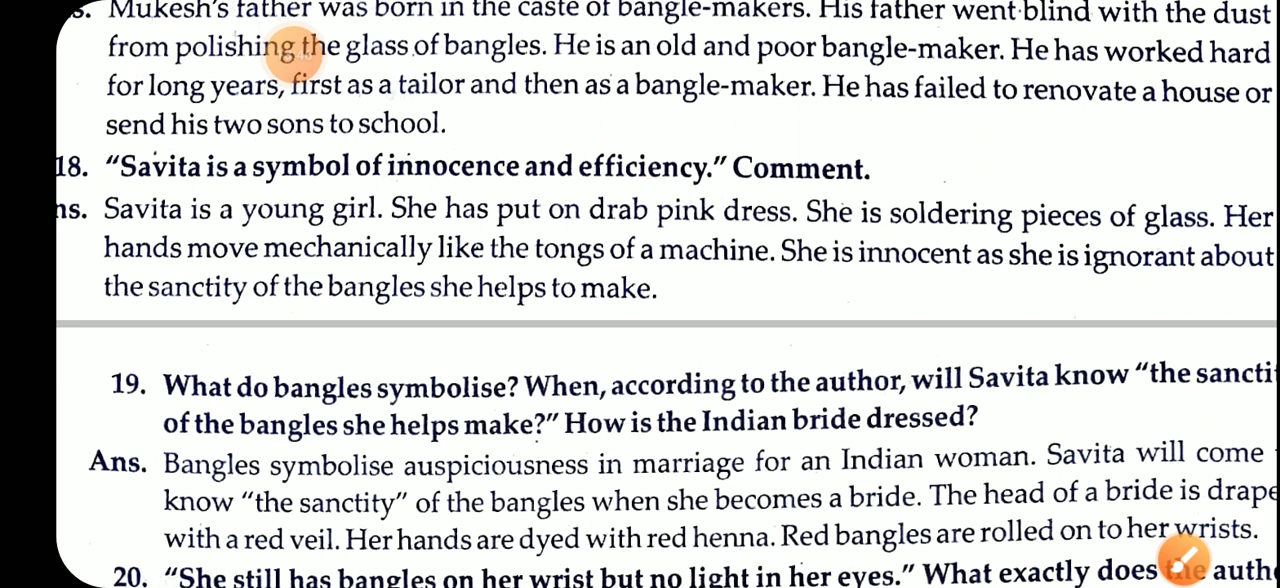 Mukesh's father was born in the caste of bangle-makers. His father went blind with the dust
from polishing the glass of bangles. He is an old and poor bangle-maker. He has worked hard
for long years, first as a tailor and then as a bangle-maker. He has failed to renovate a house or
send his two sons to school.
18. "Savita is a symbol of innocence and efficiency." Comment.
ns. Savita is a young girl. She has put on drab pink dress. She is soldering pieces of glass. Her
hands move mechanically like the tongs of a machine. She is innocent as she is ignorant about
the sanctity of the bangles she helps to make.
19. What do bangles symbolise? When, according to the author, will Savita know "the sancti
of the bangles she helps make?" How is the Indian bride dressed?
Ans. Bangles symbolise auspiciousness in marriage for an Indian woman. Savita will come
know "the sanctity" of the bangles when she becomes a bride. The head of a bride is drape
with a red veil. Her hands are dyed with red henna. Red bangles are rolled on to her wrists.
20. "She still has bangles on her wrist but no light in her eyes." What exactly does the auth